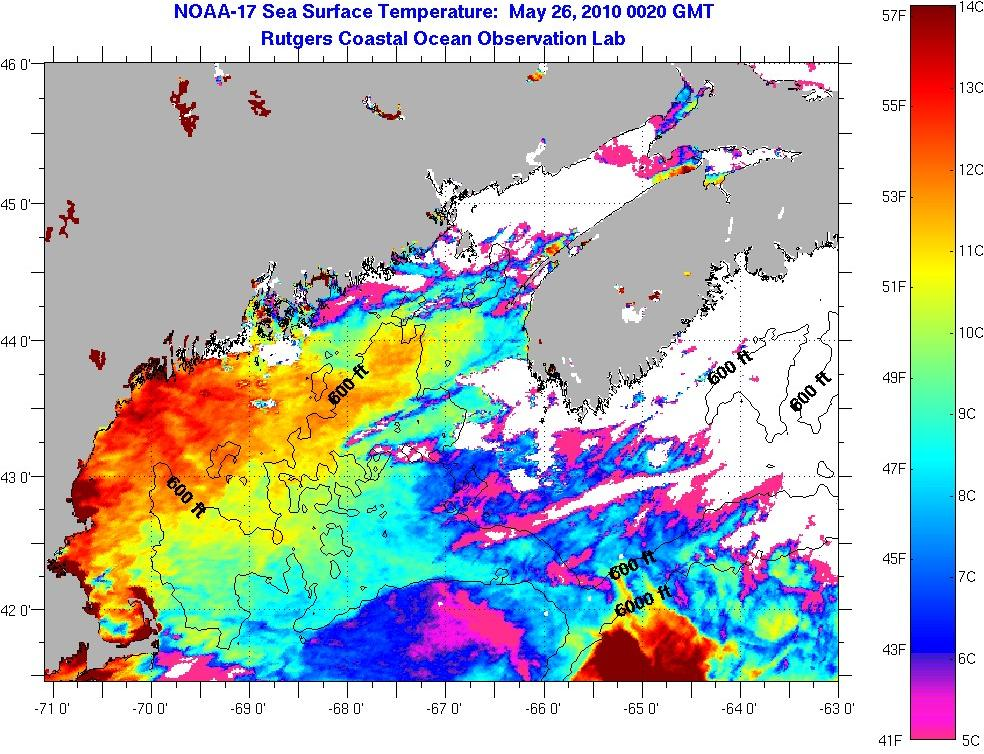 NOAA-17 Sea Surface Temperature: May 26, 2010 0020 GMT
Rutgers Coastal Ocean Observation Lab
46 0'
45 0'
44 0'
43 0'
42 0'
-71 0' -70 0' -69 0' -68 0' -67 0' -66 0' -65 0' -64 0' -63 0'
600 ft
600 ft
600 ft
600 ft
600 ft
6000 ft
57F
55F
53F
51F
49F
47F
45F
43F
41F
14C
13C
12C
11C
10C
9C
8C
7C
6C
5C